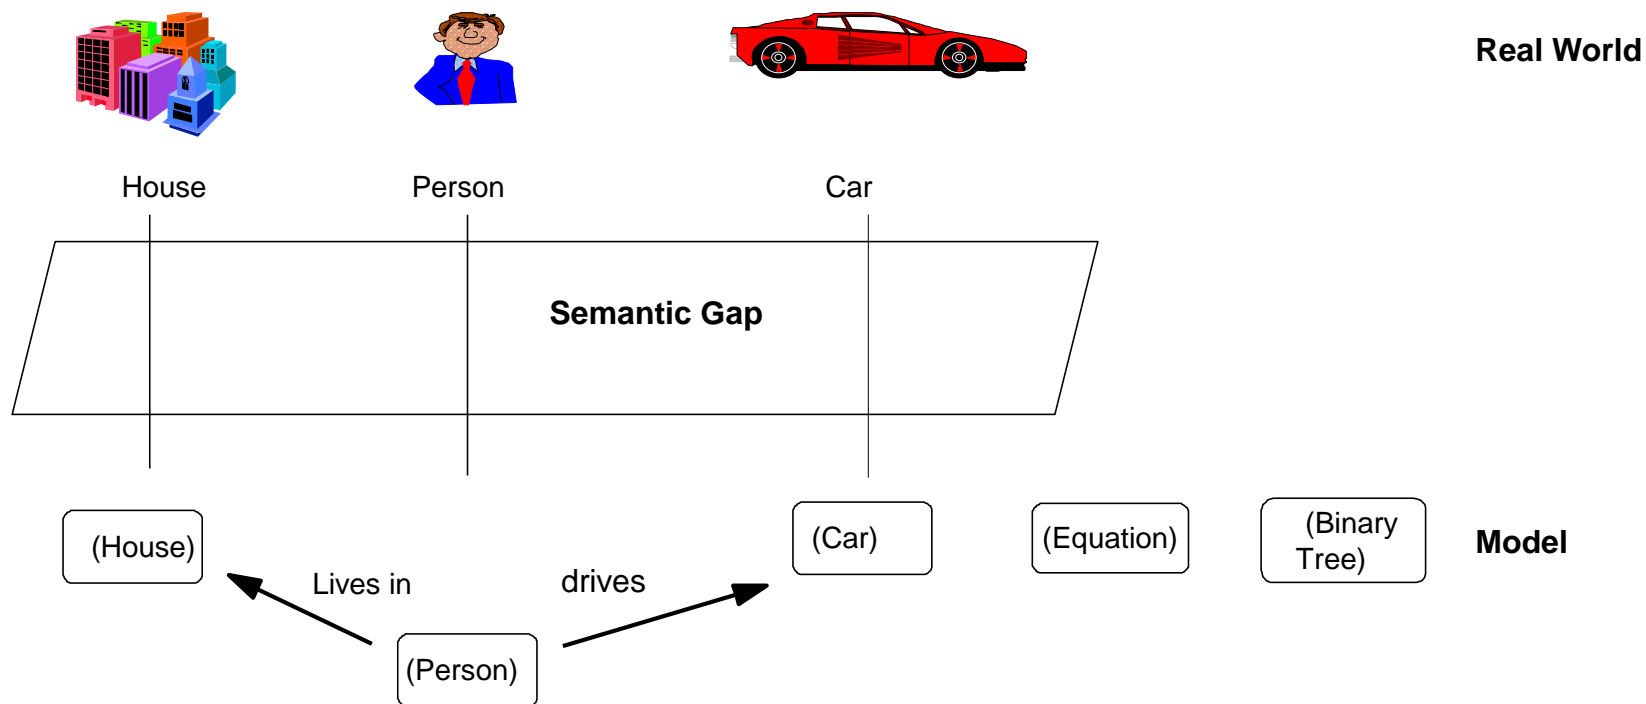 Real World
House
Person
Car
Semantic Gap
(House)
(Car)
(Equation)
(Binary
Tree)
Model
Lives in
drives
(Person)